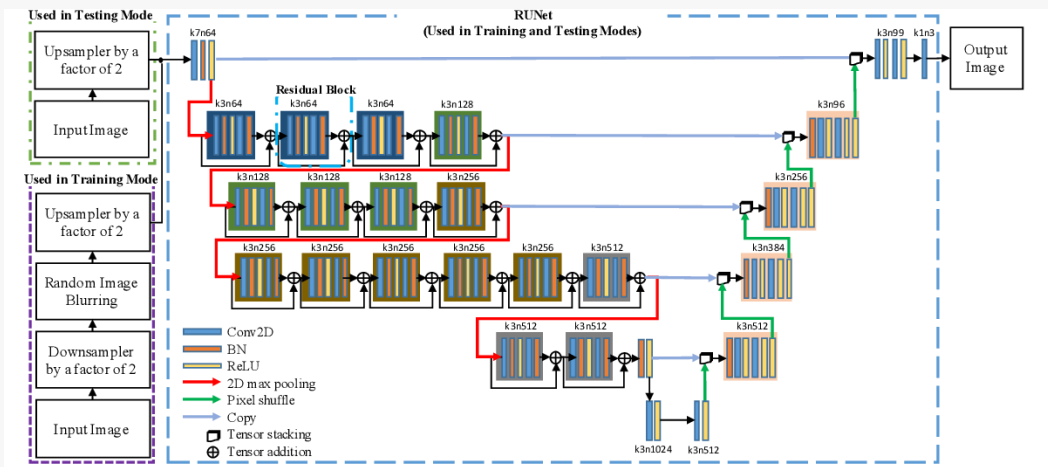 Used in Testing Mode
Upsampler by a
factor of 2
Input Image
Used in Training Mode
Upsampler by a
factor of 2
Random Image
Blurring
Downsampler
by a factor of 2
Input Image
RUNet
(Used in Training and Testing Modes)
k7n64
k3n99
k1n3
Output
Image
Residual Block
k3n64
k3n64
k3n64
k3n128
k3n96
k3n128
k3n128
k3n128
k3n256
k3n256
k3n256
k3n256
k3n256
k3n256
k3n256
k3n512
k3n384
k3n512
k3n512
k3n512
k3n1024
k3n512
Conv2D
BN
ReLU
2D max pooling
Pixel shuffle
Copy
Tensor stacking
Tensor addition